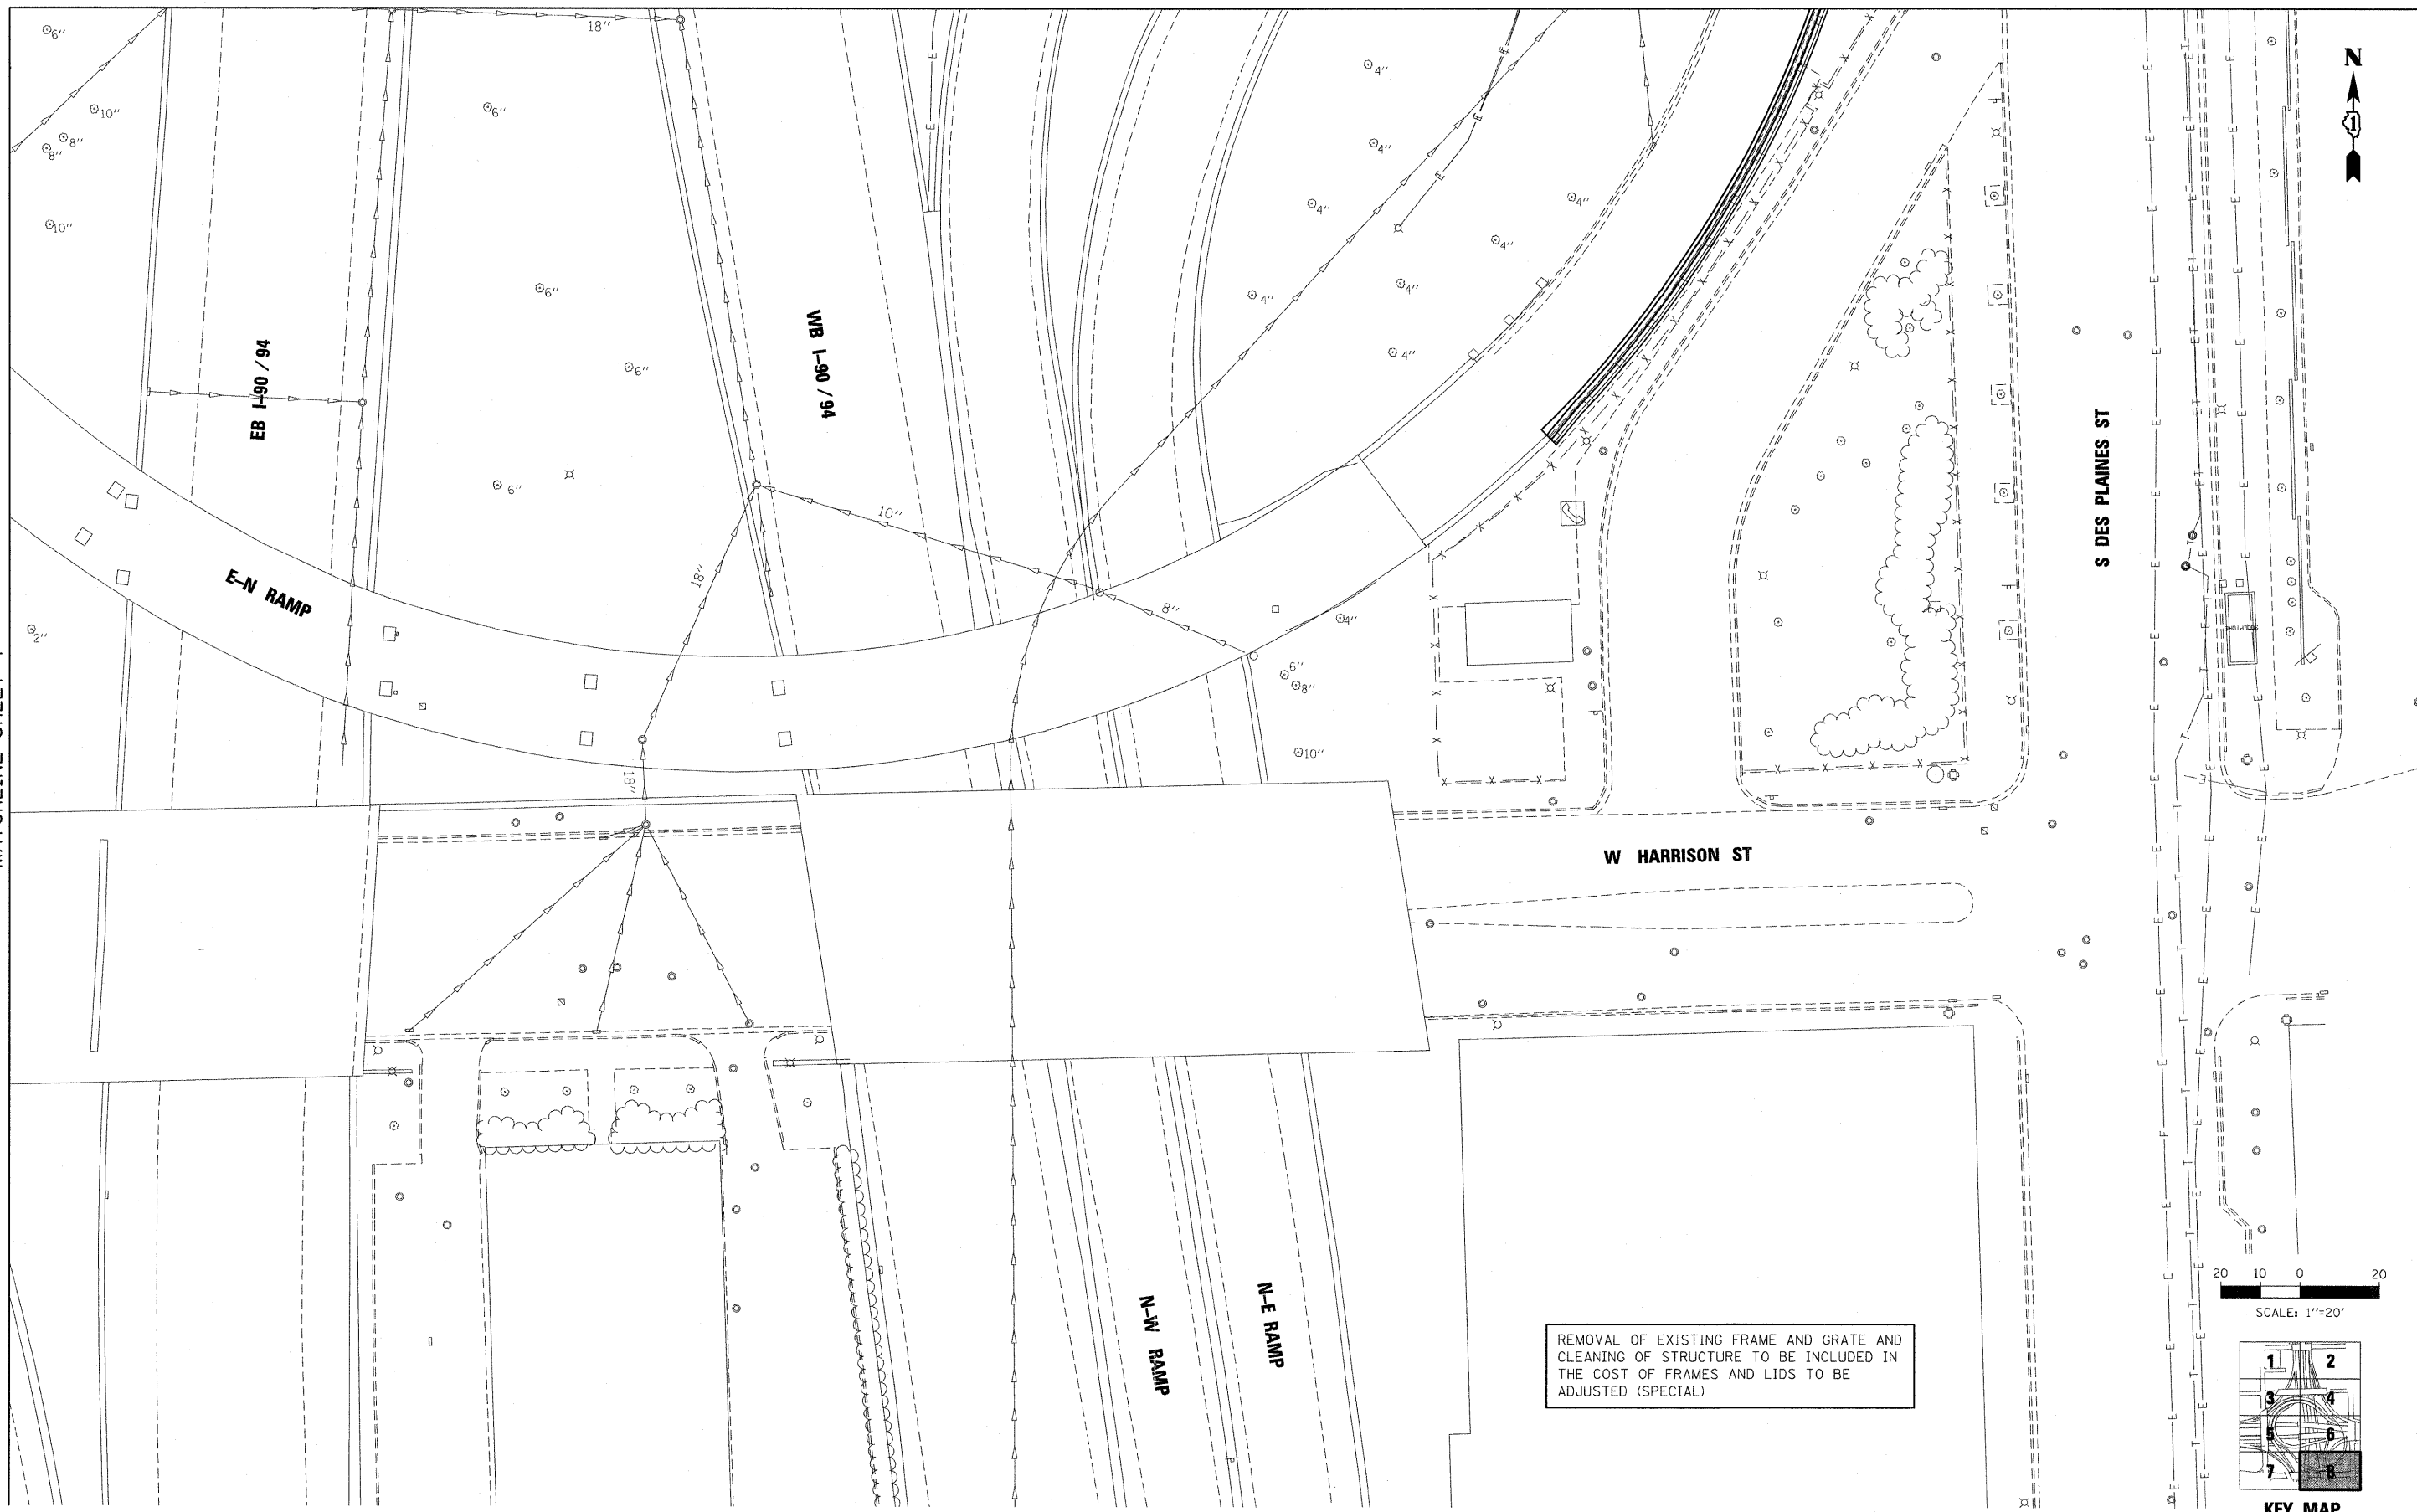 6"
18"
N
1
10"
8"
8"
6"
4"
4"
10"
4"
4"
4"
4"
4"
4"
6"
6"
4"
EB I-90 / 94
WB I-90 / 94
S DES PLAINES ST
6"
10"
18"
E-N RAMP
8"
4"
2"
6"
8"
10"
18"
W HARRISON ST
N-W RAMP
N-E RAMP
20 10 0 20
SCALE: 1"=20'
REMOVAL OF EXISTING FRAME AND GRATE AND
CLEANING OF STRUCTURE TO BE INCLUDED IN
THE COST OF FRAMES AND LIDS TO BE
ADJUSTED (SPECIAL)
1 2
3 4
5 6
7 8
KEY MAP